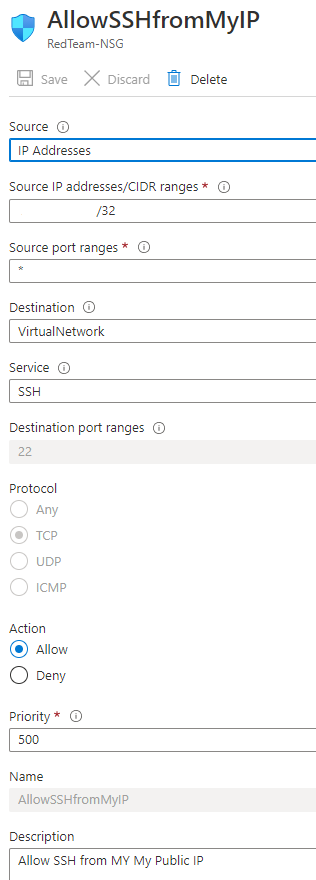 AllowSSHfromMyIP
RedTeam-NSG
Save Discard Delete
Source
IP Addresses
Source IP addresses/CIDR ranges *
/32
Source port ranges *
*
Destination
VirtualNetwork
Service
SSH
Destination port ranges
22
Protocol
Any
TCP
UDP
ICMP
Action
Allow
Deny
Priority *
500
Name
AllowSSHfromMyIP
Description
Allow SSH from MY My Public IP